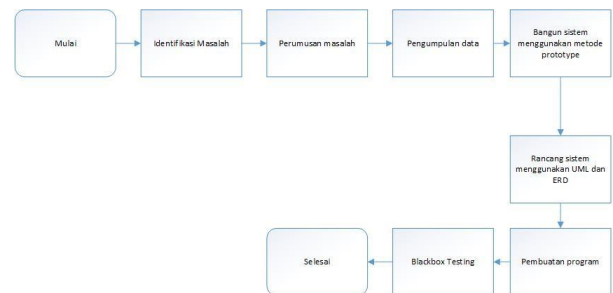 Mulai
Identifikasi Masalah
Perumusan masalah
Pengumpulan data
Bangun sistem
menggunakan metode
prototype
Rancang sistem
menggunakan UML dan
ERD
Pembuatan program
Blackbox Testing
Selesai